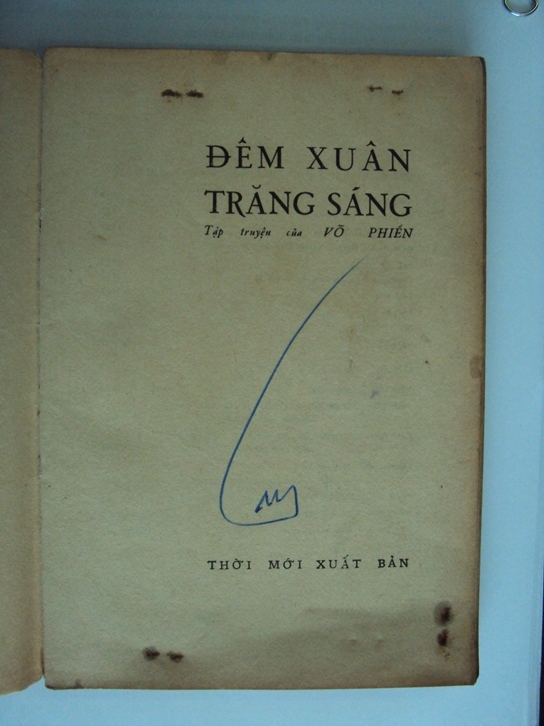 ĐÊM XUÂN
TRĂNG SÁNG
Tập truyện của VÕ PHIẾN
THỜI MỚI XUẤT BẢN